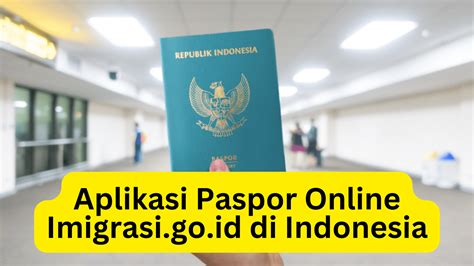 REPUBLIK INDONESIA
PASPOR
Aplikasi Paspor Online
Imigrasi.go.id di Indonesia